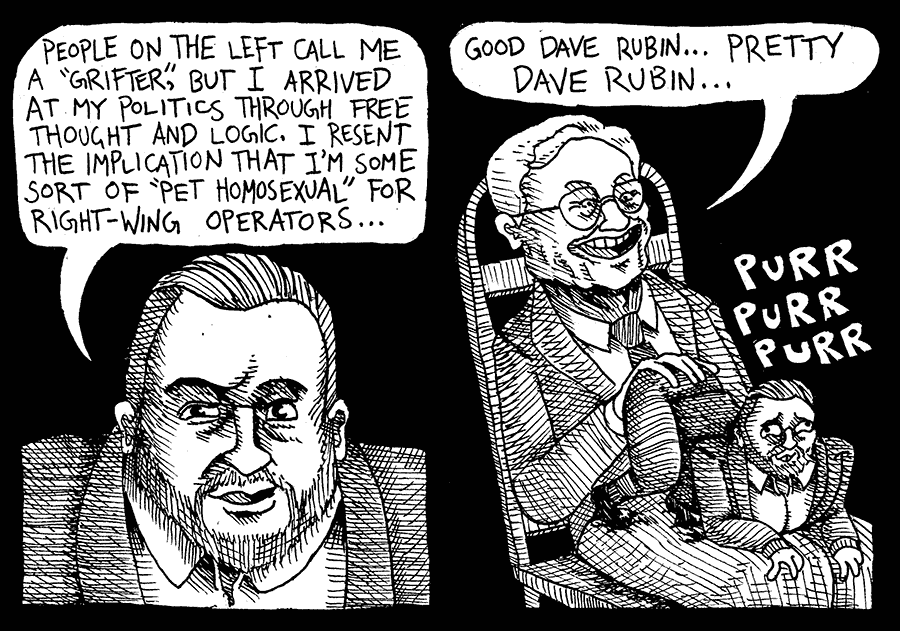 PEOPLE ON THE LEFT CALL ME
A "GRIFTER", BUT I ARRIVED
AT MY POLITICS THROUGH FREE
THOUGHT AND LOGIC. I RESENT
THE IMPLICATION THAT I'M SOME
SORT OF "PET HOMOSEXUAL" FOR
RIGHT-WING OPERATORS...
GOOD DAVE RUBIN... PRETTY
DAVE RUBIN...
PURR
PURR
PURR